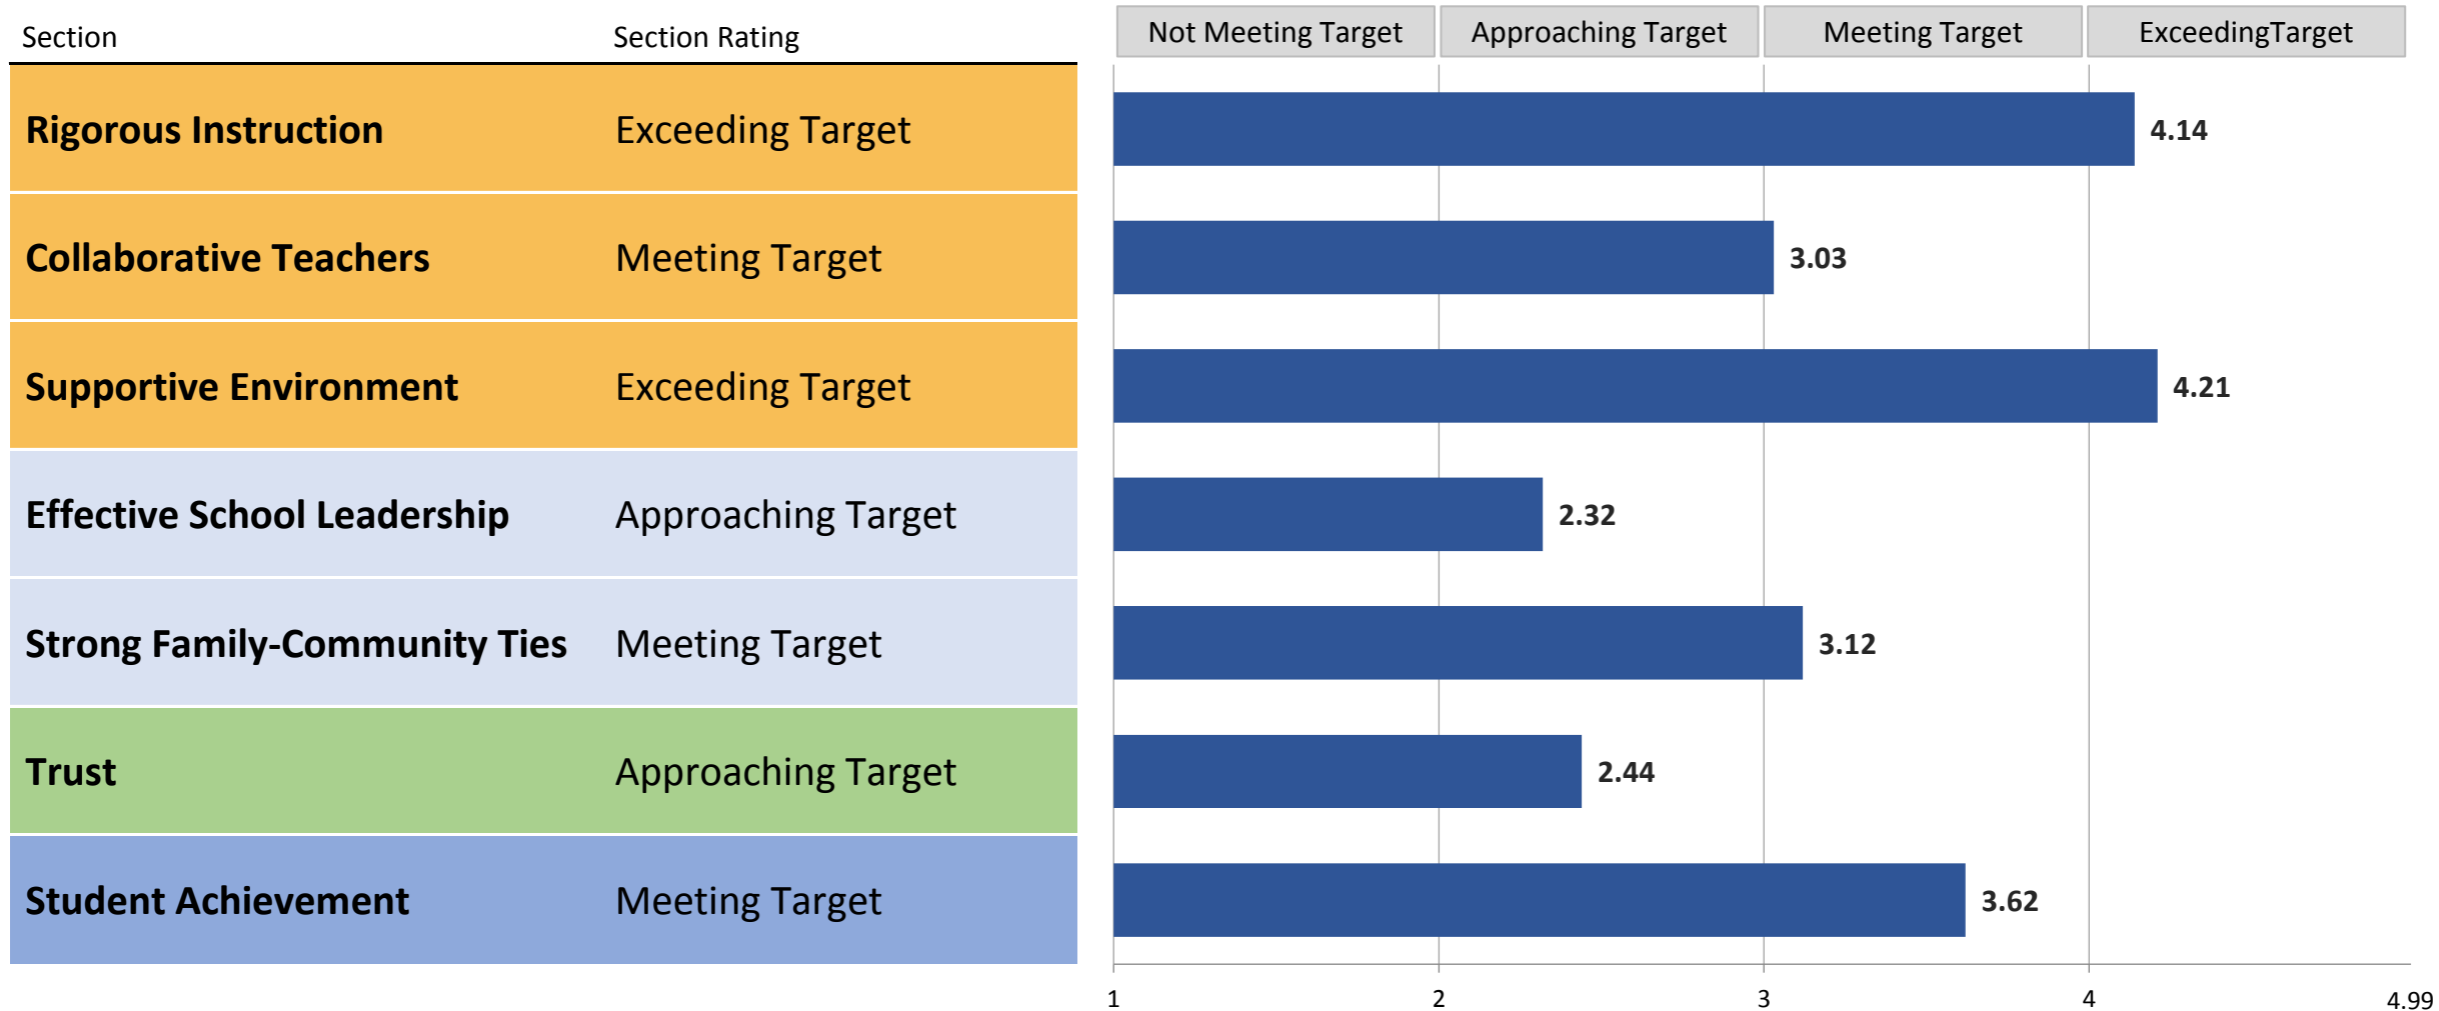 Section Section Rating Not Meeting Target Approaching Target Meeting Target ExceedingTarget
Rigorous Instruction Exceeding Target 4.14
Collaborative Teachers Meeting Target 3.03
Supportive Environment Exceeding Target 4.21
Effective School Leadership Approaching Target 2.32
Strong Family-Community Ties Meeting Target 3.12
Trust Approaching Target 2.44
Student Achievement Meeting Target 3.62
1 2 3 4 4.99